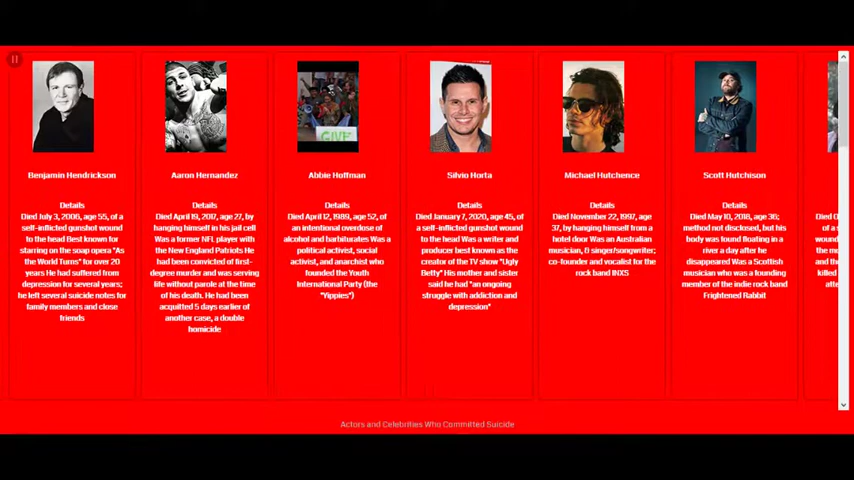 Benjamin Hendrickson
Details
Died July 3, 2006, age 55, of a
self-inflicted gunshot wound
to the head Best known for
starring on the soap opera "As
the World Turns" for over 20
years He had suffered from
depression for several years;
he left several suicide notes for
family members and close
friends
Aaron Hernandez
Details
Died April 19, 2017, age 27, by
hanging himself in his jail cell
Was a former NFL player with
the New England Patriots He
had been convicted of first-
degree murder and was serving
life without parole at the time
of his death. He had been
acquitted 5 days earlier of
another case, a double
homicide
GIVE
Abbie Hoffman
Details
Died April 12, 1989, age 52, of
an intentional overdose of
alcohol and barbiturates Was a
political activist, social
activist, and anarchist who
founded the Youth
International Party (the
"Yippies")
Silvio Horta
Details
Died January 7, 2020, age 45, of
a self-inflicted gunshot wound
to the head Was a writer and
producer best known as the
creator of the TV show "Ugly
Betty" His mother and sister
said he had "an ongoing
struggle with addiction and
depression"
Michael Hutchence
Details
Died November 22, 1997, age
37, by hanging himself from a
hotel door Was an Australian
musician, & singer/songwriter;
co-founder and vocalist for the
rock band INXS
Scott Hutchison
Details
Died May 10, 2018, age 36;
method not disclosed, but his
body was found floating in a
river a day after he
disappeared Was a Scottish
musician who was a founding
member of the indie rock band
Frightened Rabbit
Died O
of a s
wound
the mu
and th
killed
afte
Actors and Celebrities Who Committed Suicide